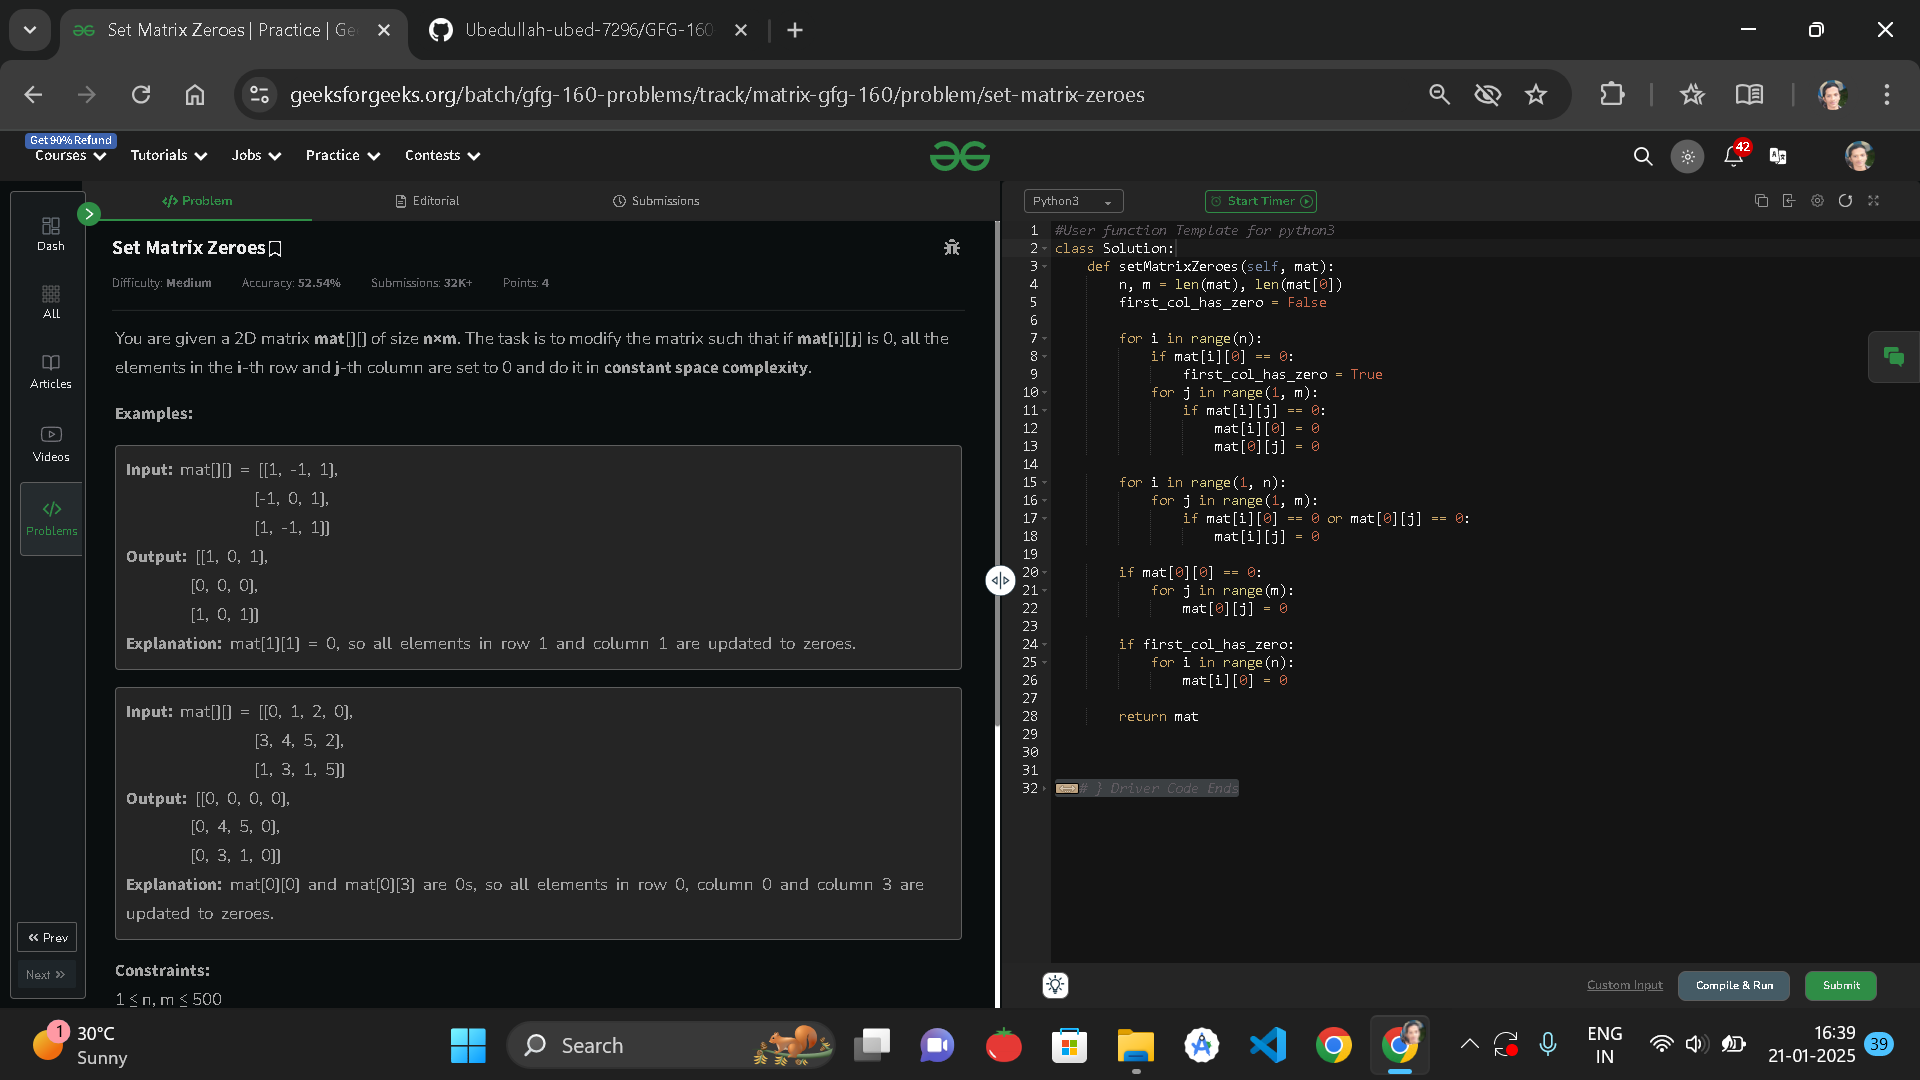 Set Matrix Zeroes | Practice | Ge
Ubedullah-ubed-7296/GFG-160
geeksforgeeks.org/batch/gfg-160-problems/track/matrix-gfg-160/problem/set-matrix-zeroes
Get 90% Refund
Courses
Tutorials
Jobs
Practice
Contests
42
Dash
All
Articles
Videos
Problems
<< Prev
Next >>
</> Problem
Editorial
Submissions
Set Matrix Zeroes
Difficulty: Medium
Accuracy: 52.54%
Submissions: 32K+
Points: 4
You are given a 2D matrix mat[][] of size n×m. The task is to modify the matrix such that if mat[i][j] is 0, all the
elements in the i-th row and j-th column are set to 0 and do it in constant space complexity.
Examples:
Input: mat[][] = [[1, -1, 1],
[-1, 0, 1],
[1, -1, 1]]
Output: [[1, 0, 1],
[0, 0, 0],
[1, 0, 1]]
Explanation: mat[1][1] = 0, so all elements in row 1 and column 1 are updated to zeroes.
Input: mat[][] = [[0, 1, 2, 0],
[3, 4, 5, 2],
[1, 3, 1, 5]]
Output: [[0, 0, 0, 0],
[0, 4, 5, 0],
[0, 3, 1, 0]]
Explanation: mat[0][0] and mat[0][3] are 0s, so all elements in row 0, column 0 and column 3 are
updated to zeroes.
Constraints:
1 ≤ n, m ≤ 500
Python3
Start Timer
1 #User function Template for python3
2 class Solution:
3 def setMatrixZeroes(self, mat):
4 n, m = len(mat), len(mat[0])
5 first_col_has_zero = False
6
7 for i in range(n):
8 if mat[i][0] == 0:
9 first_col_has_zero = True
10 for j in range(1, m):
11 if mat[i][j] == 0:
12 mat[i][0] = 0
13 mat[0][j] = 0
14
15 for i in range(1, n):
16 for j in range(1, m):
17 if mat[i][0] == 0 or mat[0][j] == 0:
18 mat[i][j] = 0
19
20 if mat[0][0] == 0:
21 for j in range(m):
22 mat[0][j] = 0
23
24 if first_col_has_zero:
25 for i in range(n):
26 mat[i][0] = 0
27
28 return mat
29
30
31
32 # } Driver Code Ends
Custom Input
Compile & Run
Submit
1
30°C
Sunny
Search
ENG
IN
16:39
21-01-2025
39